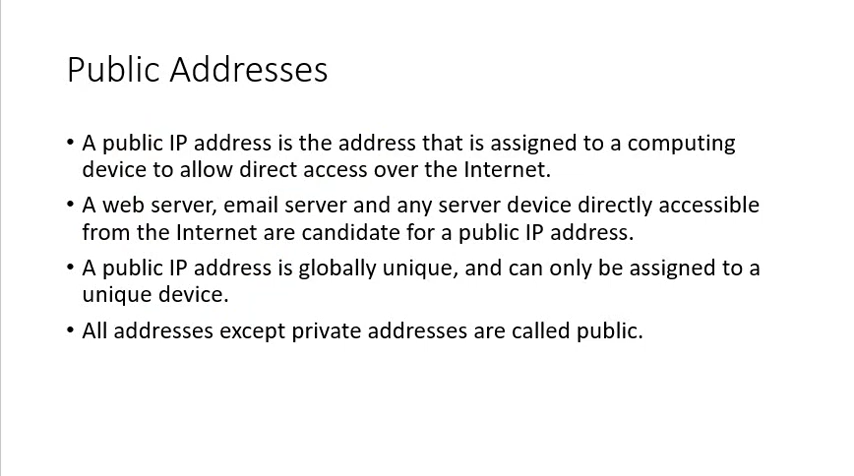 Public Addresses
• A public IP address is the address that is assigned to a computing
device to allow direct access over the Internet.
• A web server, email server and any server device directly accessible
from the Internet are candidate for a public IP address.
• A public IP address is globally unique, and can only be assigned to a
unique device.
• All addresses except private addresses are called public.